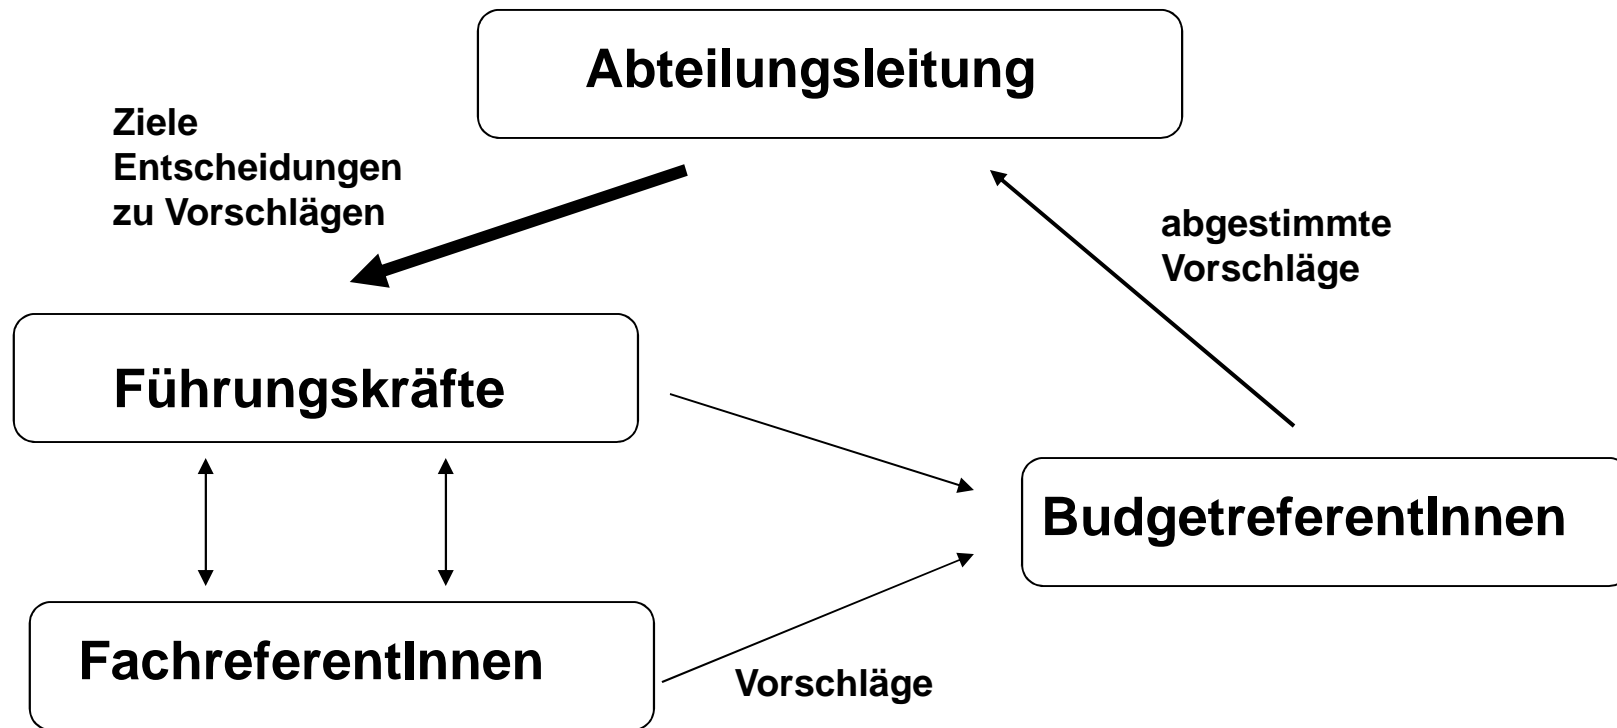 Abteilungsleitung
Ziele
Entscheidungen
zu Vorschlägen
abgestimmte
Vorschläge
Führungskräfte
BudgetreferentInnen
FachreferentInnen
Vorschläge